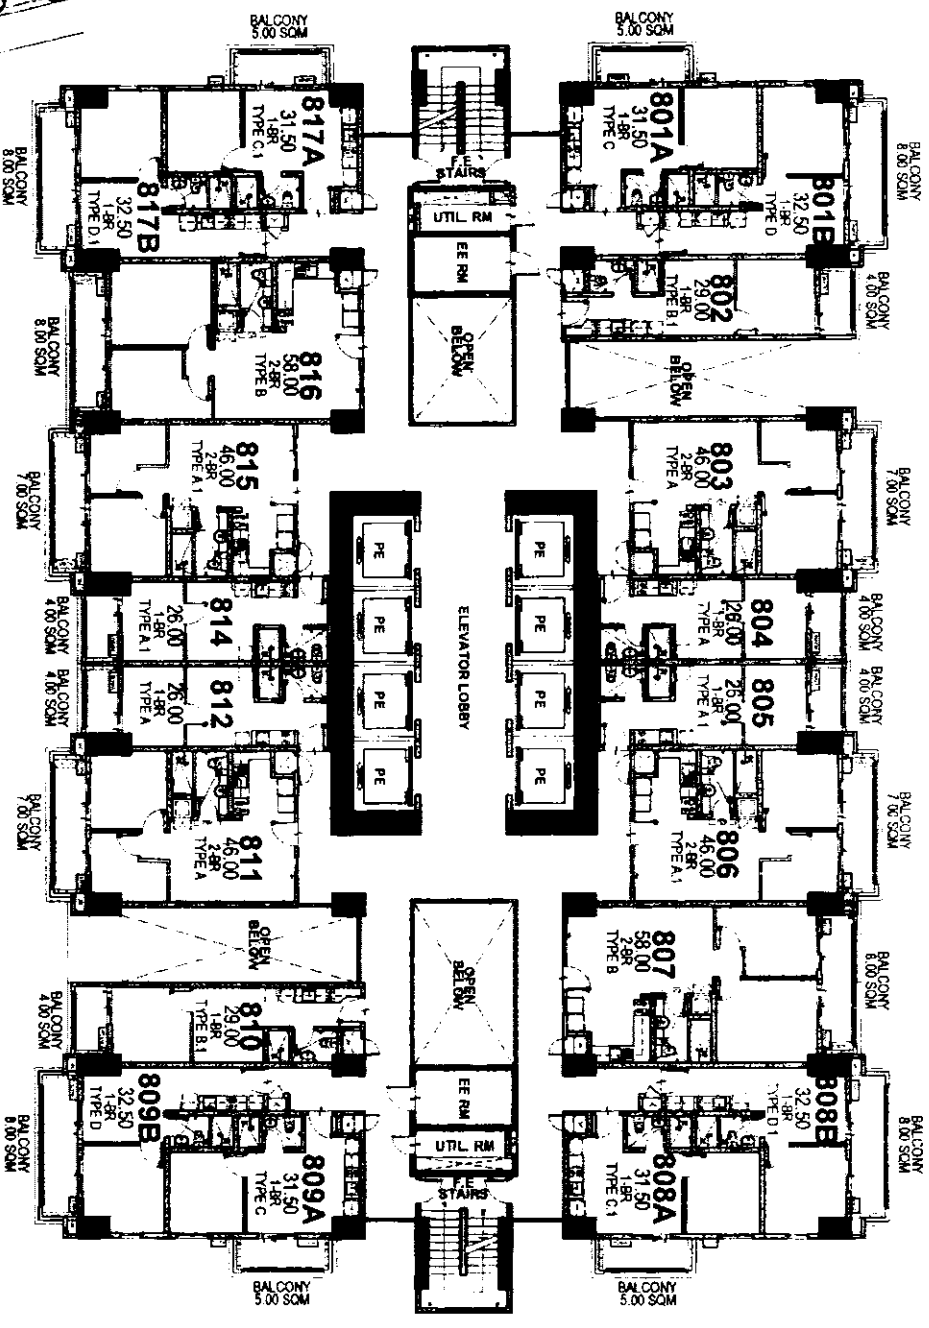 BALCONY
5.00 SQM
BALCONY
5.00 SQM
817A
31.50
1-BR
TYPE C.1
801A
31.50
1-BR
TYPE C
F.E
STAIRS
UTIL. RM
EE RM
OPEN
BELOW
BALCONY
8.00 SQM
817B
32.50
1-BR
TYPE D.1
801B
32.50
1-BR
TYPE D
BALCONY
8.00 SQM
802
29.00
1-BR
TYPE B.1
BALCONY
4.00 SQM
BALCONY
8.00 SQM
816
58.00
2-BR
TYPE B
OPEN
BELOW
BALCONY
7.00 SQM
815
46.00
2-BR
TYPE A.1
803
46.00
2-BR
TYPE A
BALCONY
7.00 SQM
PE
PE
PE
PE
ELEVATOR LOBBY
PE
PE
PE
PE
BALCONY
4.00 SQM
814
26.00
1-BR
TYPE A.1
804
26.00
1-BR
TYPE A
BALCONY
4.00 SQM
BALCONY
4.00 SQM
812
26.00
1-BR
TYPE A
805
26.00
1-BR
TYPE A.1
BALCONY
4.00 SQM
BALCONY
7.00 SQM
811
46.00
2-BR
TYPE A
806
46.00
2-BR
TYPE A.1
BALCONY
7.00 SQM
OPEN
BELOW
OPEN
BELOW
807
58.00
2-BR
TYPE B
BALCONY
8.00 SQM
BALCONY
4.00 SQM
810
29.00
1-BR
TYPE B.1
EE RM
UTIL. RM
F.E
STAIRS
BALCONY
8.00 SQM
809B
32.50
1-BR
TYPE D
808B
32.50
1-BR
TYPE D.1
BALCONY
8.00 SQM
809A
31.50
1-BR
TYPE C
808A
31.50
1-BR
TYPE C.1
BALCONY
5.00 SQM
BALCONY
5.00 SQM